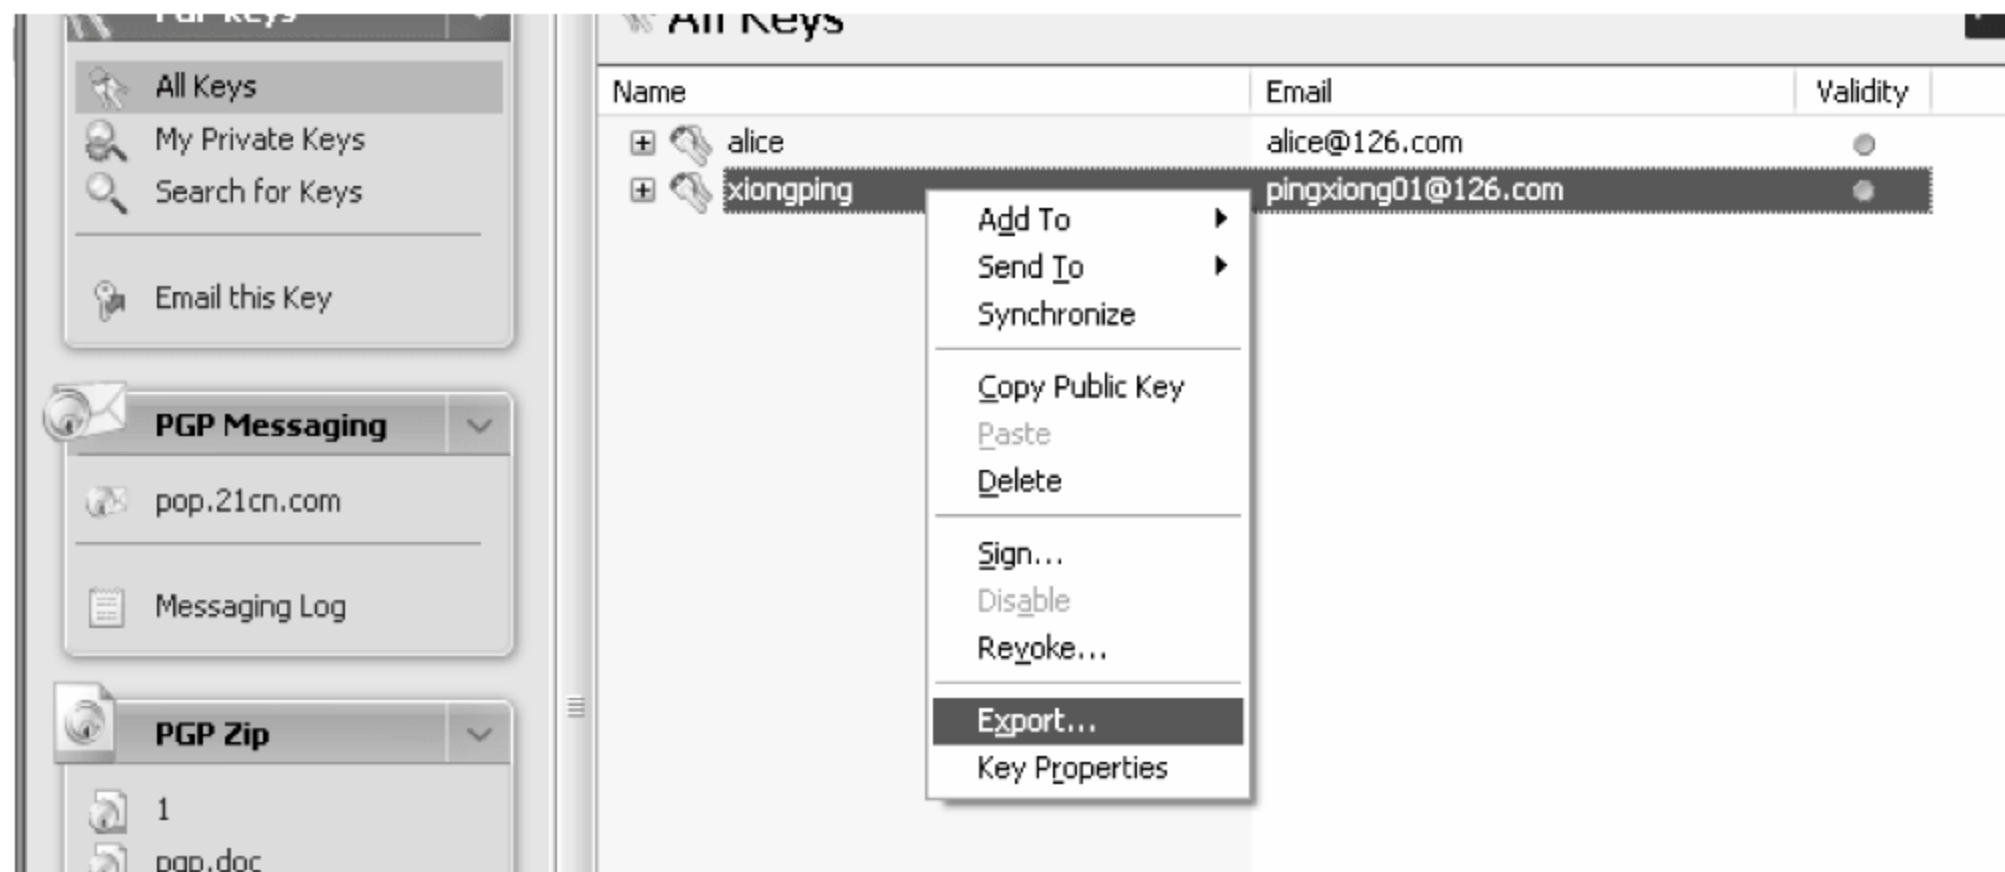 PGP Keys
All Keys
My Private Keys
Search for Keys
Email this Key
PGP Messaging
pop.21cn.com
Messaging Log
PGP Zip
1
pgp.doc
All Keys
Name Email Validity
alice alice@126.com
xiongping pingxiong01@126.com
Add To
Send To
Synchronize
Copy Public Key
Paste
Delete
Sign...
Disable
Revoke...
Export...
Key Properties